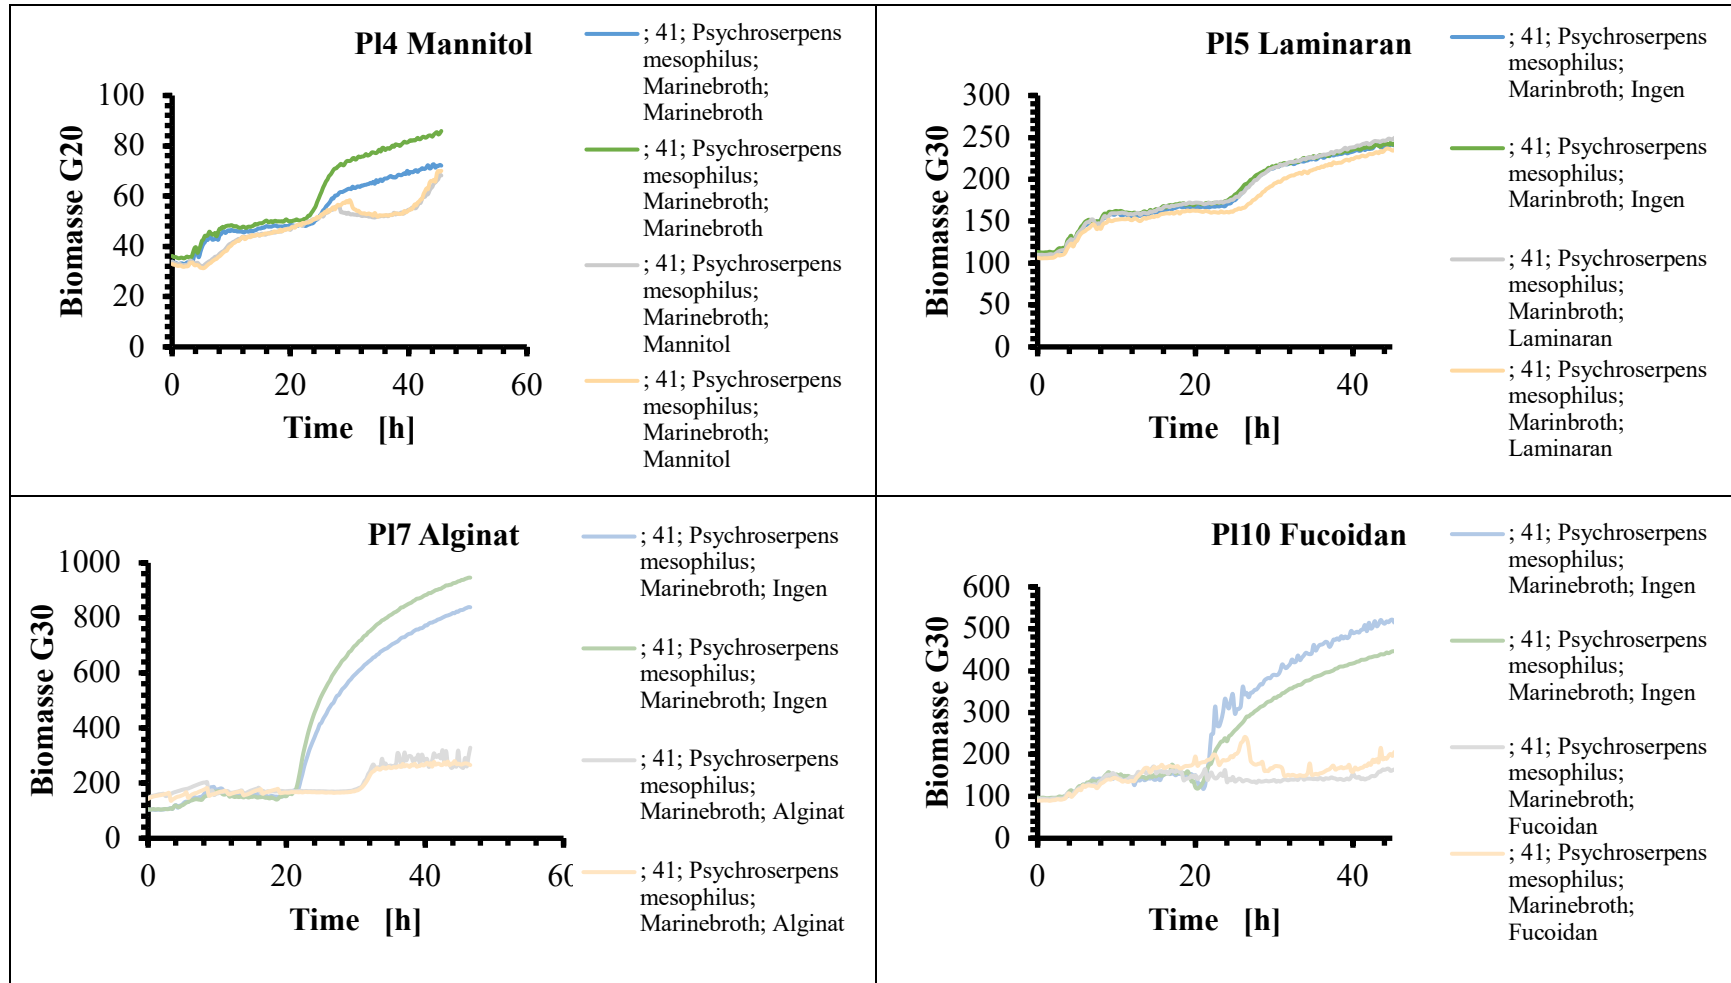 Pl4 Mannitol
Biomasse G20
100
80
60
40
20
0
0 20 40 60
Time [h]
; 41; Psychroserpens
mesophilus;
Marinebroth;
Marinebroth
; 41; Psychroserpens
mesophilus;
Marinebroth;
Marinebroth
; 41; Psychroserpens
mesophilus;
Marinebroth;
Mannitol
; 41; Psychroserpens
mesophilus;
Marinebroth;
Mannitol
Pl5 Laminaran
Biomasse G30
300
250
200
150
100
50
0
0 20 40
Time [h]
; 41; Psychroserpens
mesophilus;
Marinbroth; Ingen
; 41; Psychroserpens
mesophilus;
Marinbroth; Ingen
; 41; Psychroserpens
mesophilus;
Marinbroth;
Laminaran
; 41; Psychroserpens
mesophilus;
Marinbroth;
Laminaran
Pl7 Alginat
Biomasse G30
1000
800
600
400
200
0
0 20 40 60
Time [h]
; 41; Psychroserpens
mesophilus;
Marinebroth; Ingen
; 41; Psychroserpens
mesophilus;
Marinebroth; Ingen
; 41; Psychroserpens
mesophilus;
Marinebroth; Alginat
; 41; Psychroserpens
mesophilus;
Marinebroth; Alginat
Pl10 Fucoidan
Biomasse G30
600
500
400
300
200
100
0
0 20 40
Time [h]
; 41; Psychroserpens
mesophilus;
Marinebroth; Ingen
; 41; Psychroserpens
mesophilus;
Marinebroth; Ingen
; 41; Psychroserpens
mesophilus;
Marinebroth;
Fucoidan
; 41; Psychroserpens
mesophilus;
Marinebroth;
Fucoidan